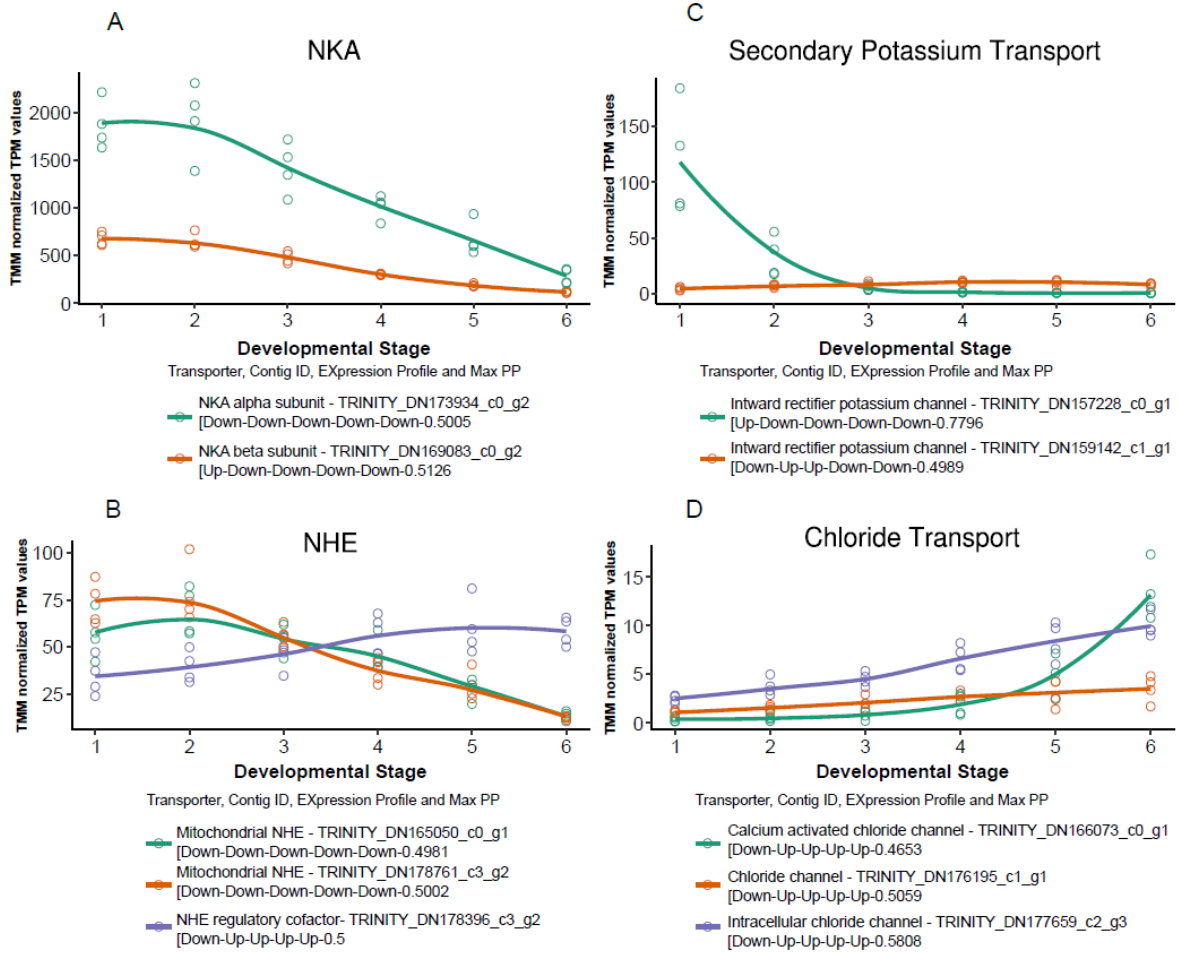 A
NKA
TMM normalized TPM values
2000
1500
1000
500
0
1 2 3 4 5 6
Developmental Stage
Transporter, Contig ID, EXpression Profile and Max PP
NKA alpha subunit - TRINITY_DN173934_c0_g2
[Down-Down-Down-Down-Down-0.5005
NKA beta subunit - TRINITY_DN169083_c0_g2
[Up-Down-Down-Down-Down-0.5126
C
Secondary Potassium Transport
TMM normalized TPM values
150
100
50
0
1 2 3 4 5 6
Developmental Stage
Transporter, Contig ID, EXpression Profile and Max PP
Intward rectifier potassium channel - TRINITY_DN157228_c0_g1
[Up-Down-Down-Down-Down-0.7796
Intward rectifier potassium channel - TRINITY_DN159142_c1_g1
[Down-Up-Up-Down-Down-0.4989
B
NHE
TMM normalized TPM values
100
75
50
25
1 2 3 4 5 6
Developmental Stage
Transporter, Contig ID, EXpression Profile and Max PP
Mitochondrial NHE - TRINITY_DN165050_c0_g1
[Down-Down-Down-Down-Down-0.4981
Mitochondrial NHE - TRINITY_DN178761_c3_g2
[Down-Down-Down-Down-Down-0.5002
NHE regulatory cofactor- TRINITY_DN178396_c3_g2
[Down-Up-Up-Up-Up-0.5
D
Chloride Transport
TMM normalized TPM values
15
10
5
0
1 2 3 4 5 6
Developmental Stage
Transporter, Contig ID, EXpression Profile and Max PP
Calcium activated chloride channel - TRINITY_DN166073_c0_g1
[Down-Up-Up-Up-Up-0.4653
Chloride channel - TRINITY_DN176195_c1_g1
[Down-Up-Up-Up-Up-0.5059
Intracellular chloride channel - TRINITY_DN177659_c2_g3
[Down-Up-Up-Up-Up-0.5808